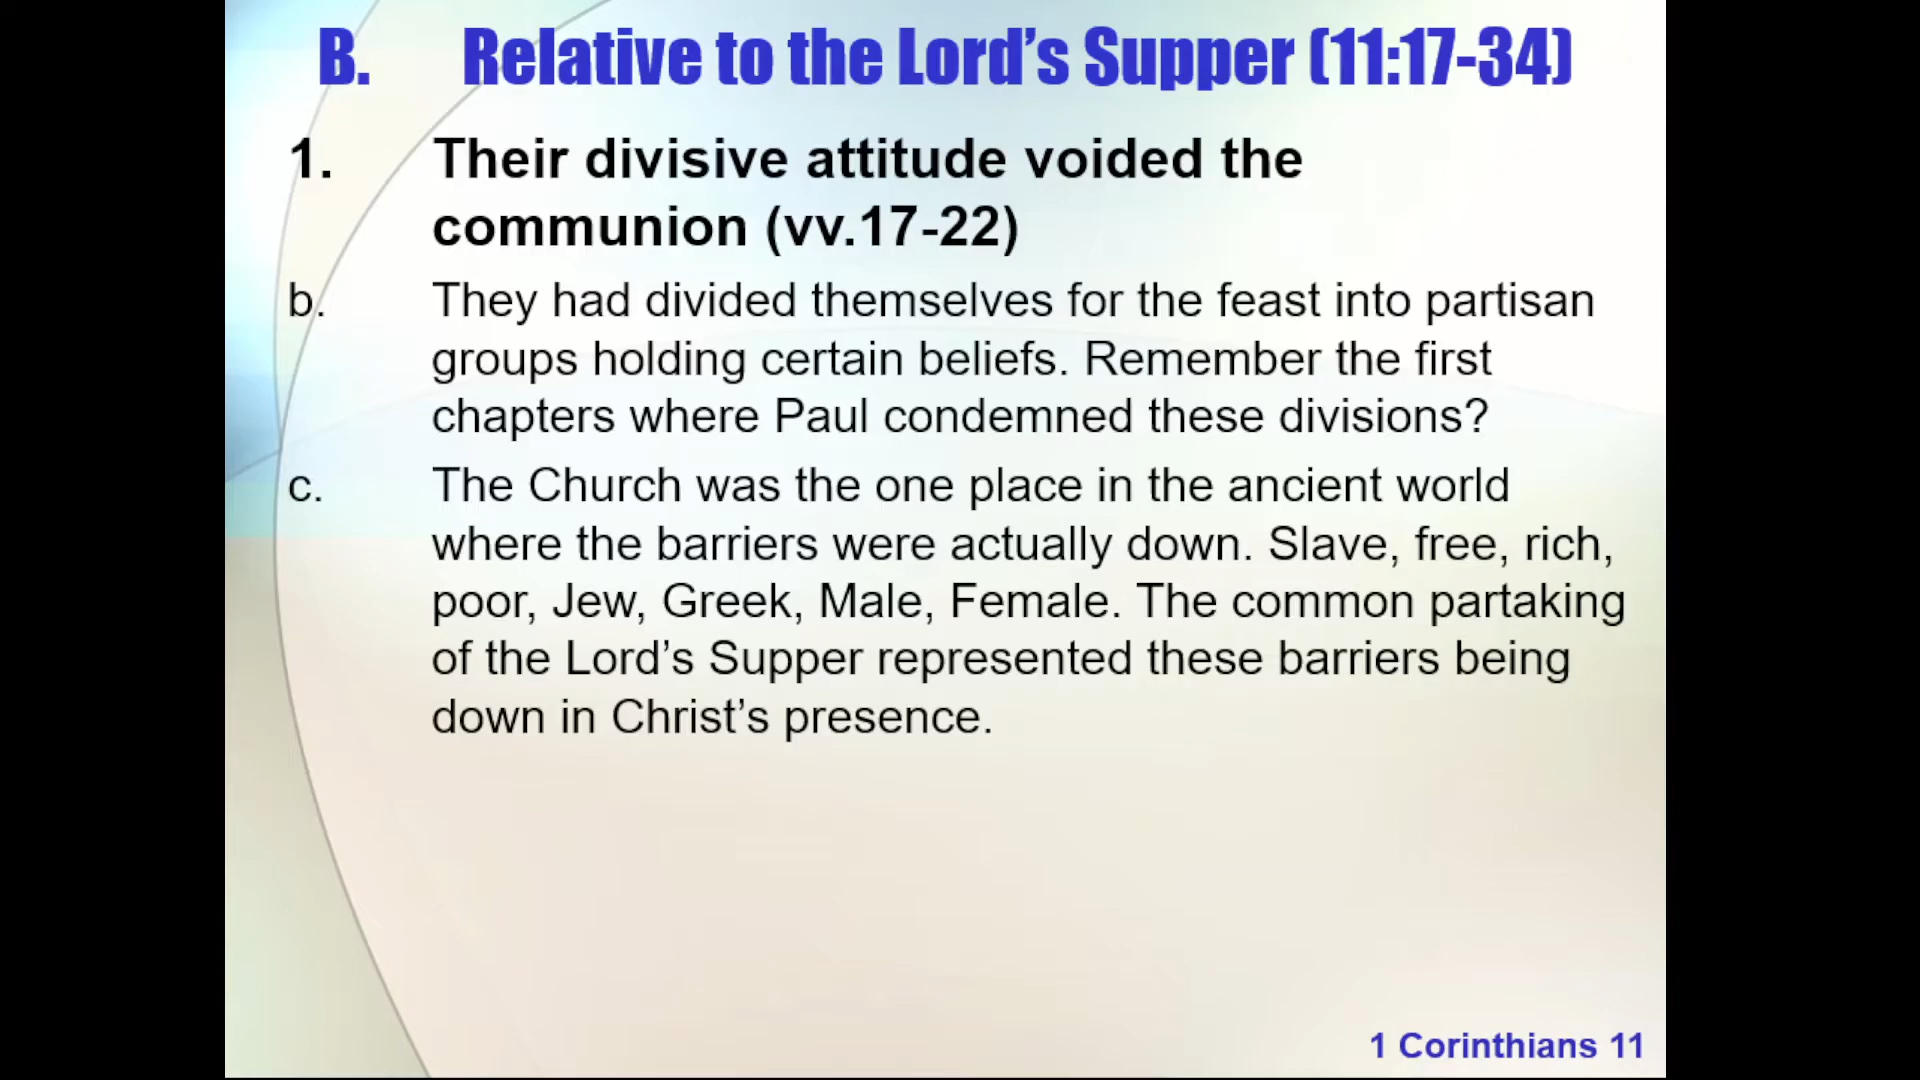 B. Relative to the Lord’s Supper (11:17-34)
1. Their divisive attitude voided the
communion (vv.17-22)
b. They had divided themselves for the feast into partisan
groups holding certain beliefs. Remember the first
chapters where Paul condemned these divisions?
c. The Church was the one place in the ancient world
where the barriers were actually down. Slave, free, rich,
poor, Jew, Greek, Male, Female. The common partaking
of the Lord’s Supper represented these barriers being
down in Christ’s presence.
1 Corinthians 11